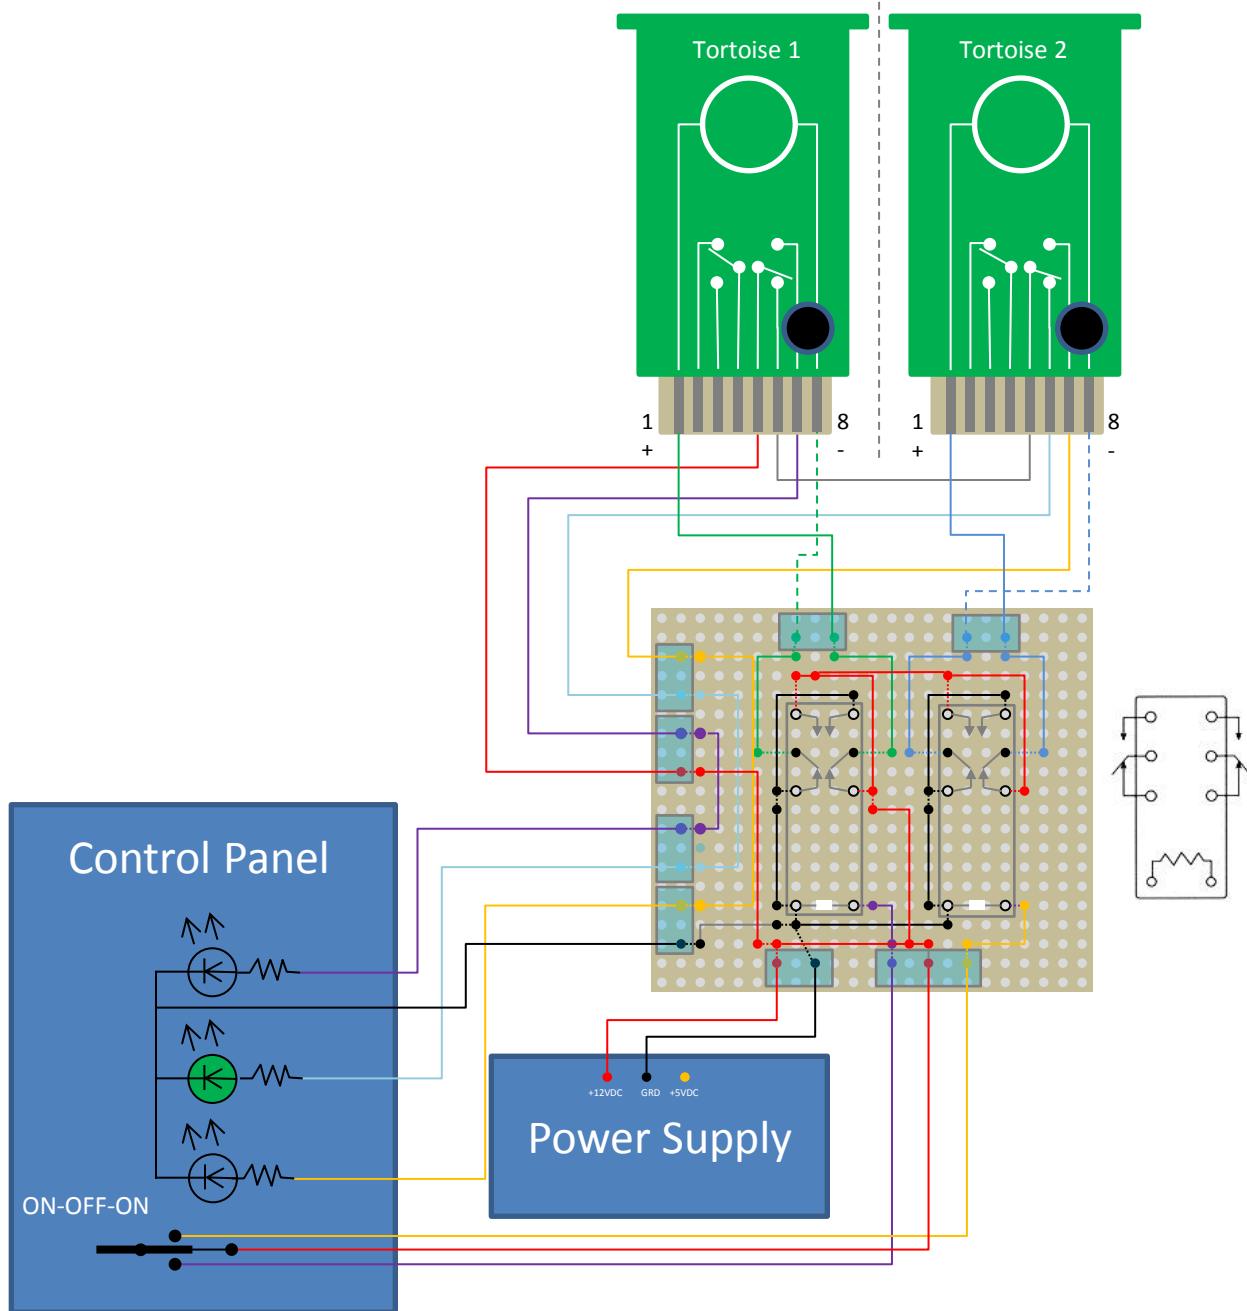 Tortoise 1
Tortoise 2
1
8
1
8
+
-
+
-
Control Panel
+12VDC
GRD
+5VDC
Power Supply
ON-OFF-ON